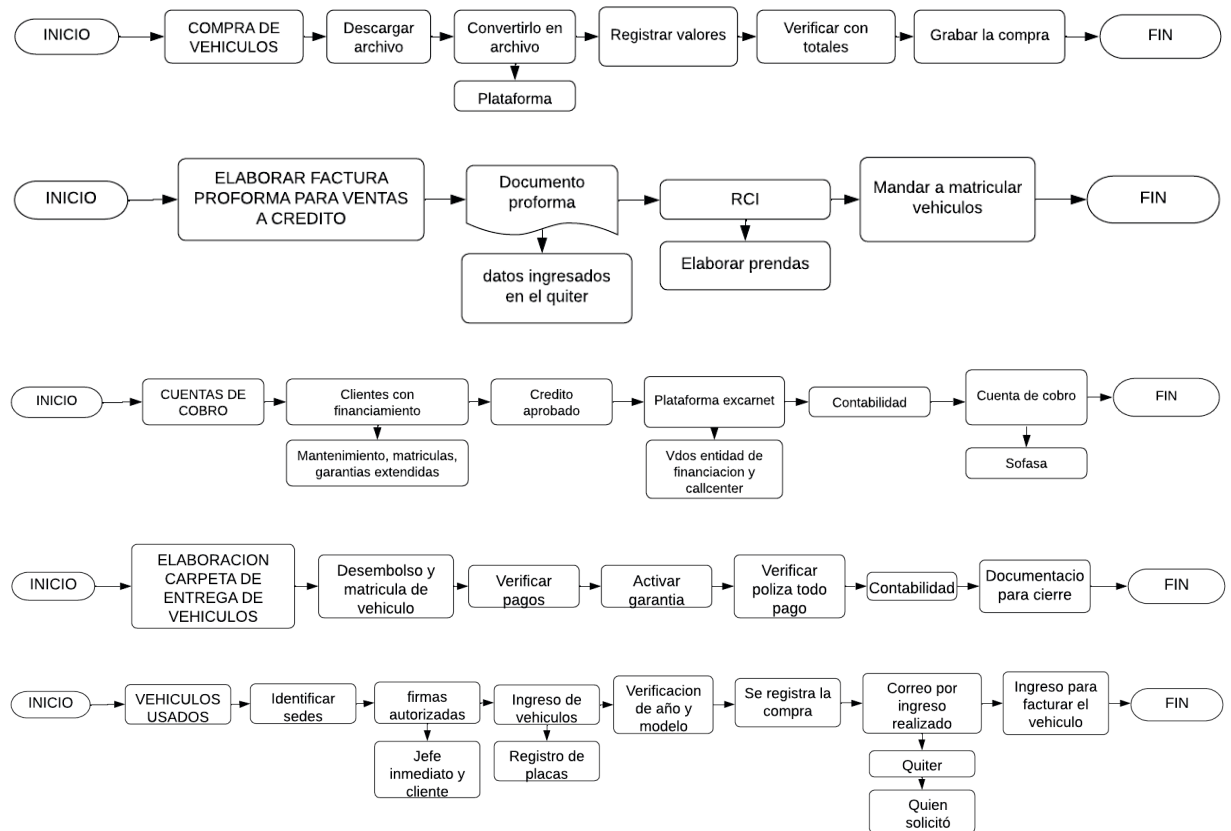 INICIO
COMPRA DE
VEHICULOS
Descargar
archivo
Convertirlo en
archivo
Registrar valores
Verificar con
totales
Grabar la compra
FIN
Plataforma
INICIO
ELABORAR FACTURA
PROFORMA PARA VENTAS
A CREDITO
Documento
proforma
RCI
Mandar a matricular
vehiculos
FIN
datos ingresados
en el quiter
Elaborar prendas
INICIO
CUENTAS DE
COBRO
Clientes con
financiamiento
Credito
aprobado
Plataforma excarnet
Contabilidad
Cuenta de cobro
FIN
Mantenimiento, matriculas,
garantias extendidas
Vdos entidad de
financiacion y
callcenter
Sofasa
INICIO
ELABORACION
CARPETA DE
ENTREGA DE
VEHICULOS
Desembolso y
matricula de
vehiculo
Verificar
pagos
Activar
garantia
Verificar
poliza todo
pago
Contabilidad
Documentacio
para cierre
FIN
INICIO
VEHICULOS
USADOS
Identificar
sedes
firmas
autorizadas
Ingreso de
vehiculos
Verificacion
de año y
modelo
Se registra la
compra
Correo por
ingreso
realizado
Ingreso para
facturar el
vehiculo
FIN
Jefe
inmediato y
cliente
Registro de
placas
Quiter
Quien
solicitó